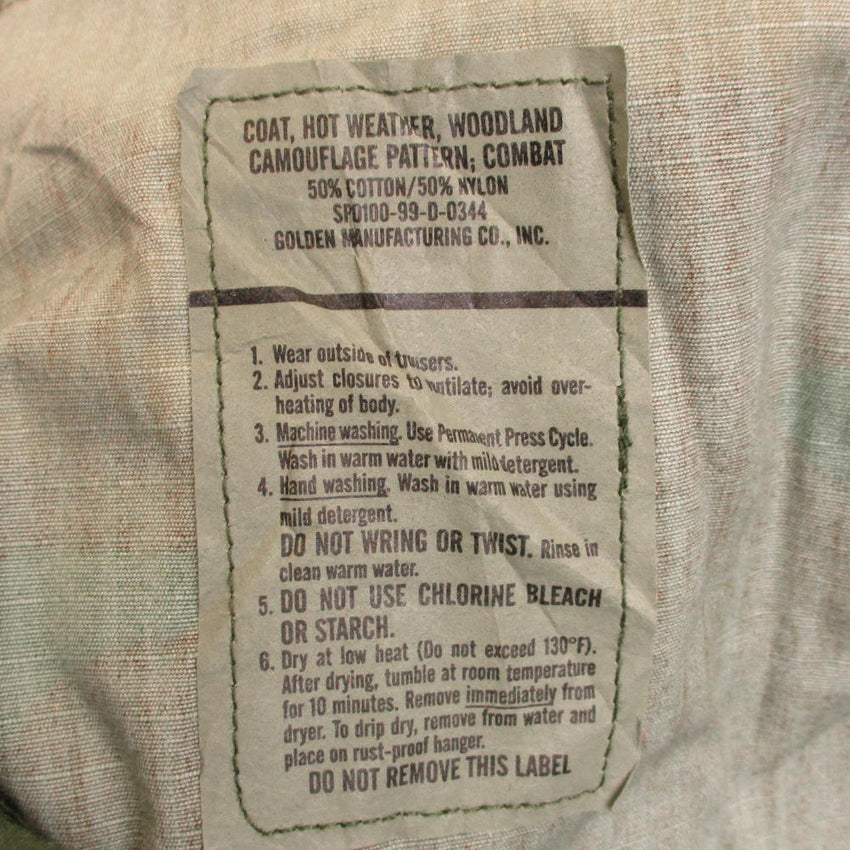 COAT, HOT WEATHER, WOODLAND
CAMOUFLAGE PATTERN; COMBAT
50% COTTON/50% NYLON
SPO100-99-D-0344
GOLDEN MANUFACTURING CO., INC.
1. Wear outside of trousers.
2. Adjust closures to ventilate; avoid over-
heating of body.
3. Machine washing. Use Permanent Press Cycle.
Wash in warm water with mild detergent.
4. Hand washing. Wash in warm water using
mild detergent.
DO NOT WRING OR TWIST. Rinse in
clean warm water.
5. DO NOT USE CHLORINE BLEACH
OR STARCH.
6. Dry at low heat (Do not exceed 130°F).
After drying, tumble at room temperature
for 10 minutes. Remove immediately from
dryer. To drip dry, remove from water and
place on rust-proof hanger.
DO NOT REMOVE THIS LABEL